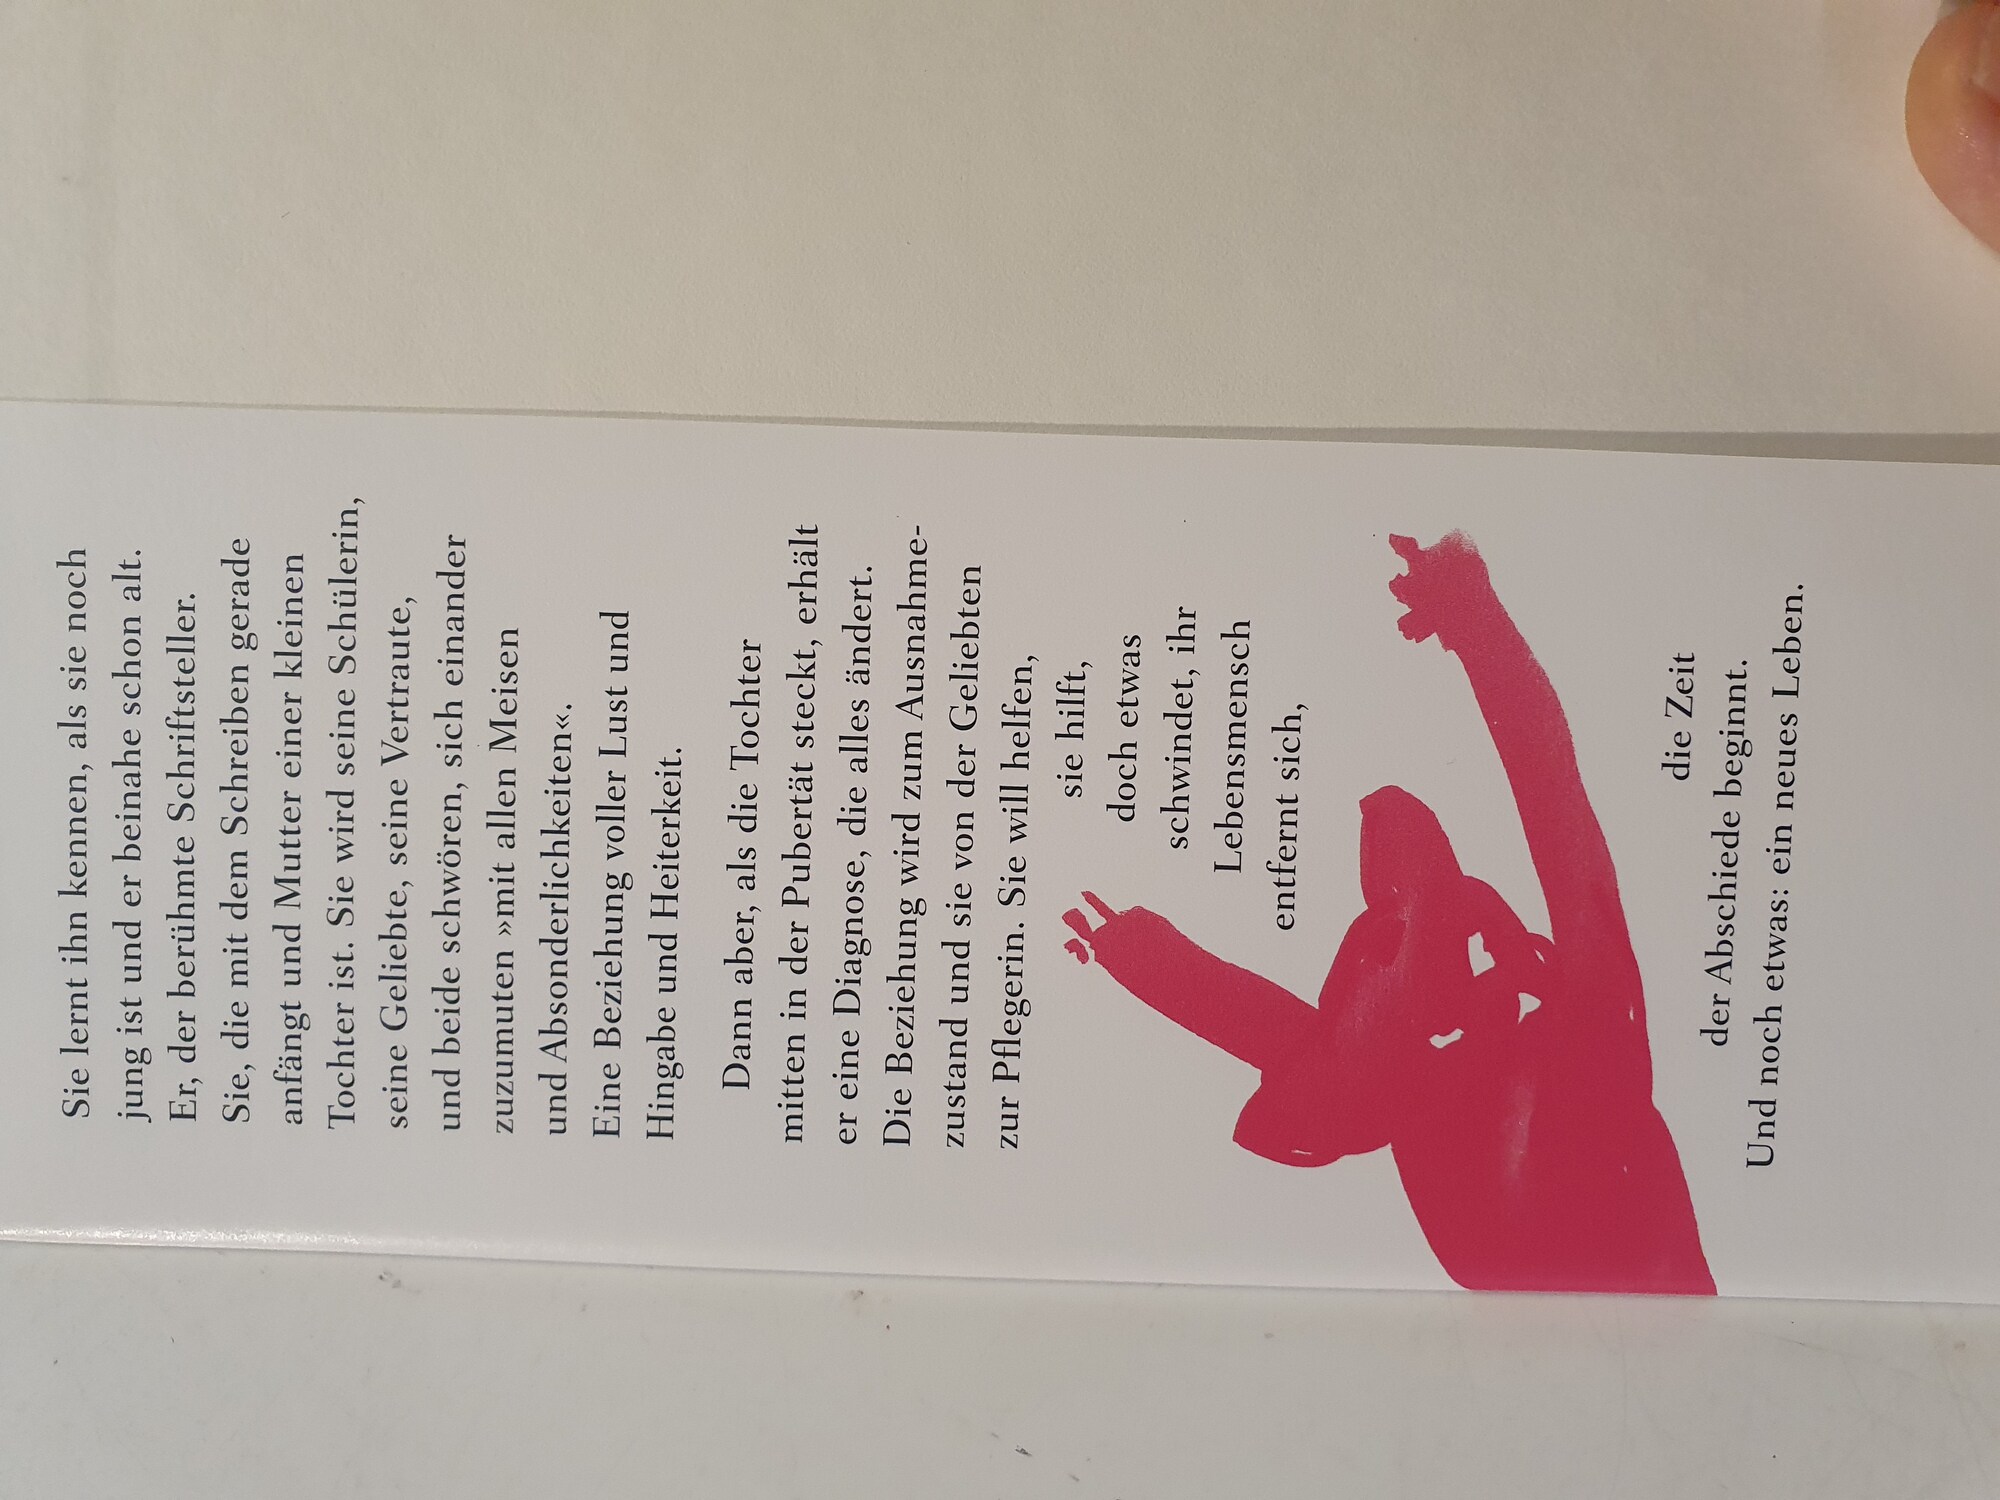 Sie lernt ihn kennen, als sie noch
jung ist und er beinahe schon alt.
Er, der berühmte Schriftsteller.
Sie, die mit dem Schreiben gerade
anfängt und Mutter einer kleinen
Tochter ist. Sie wird seine Schülerin,
seine Geliebte, seine Vertraute,
und beide schwören, sich einander
zuzumuten »mit allen Meisen
und Absonderlichkeiten«.
Eine Beziehung voller Lust und
Hingabe und Heiterkeit.
Dann aber, als die Tochter
mitten in der Pubertät steckt, erhält
er eine Diagnose, die alles ändert.
Die Beziehung wird zum Ausnahme-
zustand und sie von der Geliebten
zur Pflegerin. Sie will helfen,
sie hilft,
doch etwas
schwindet, ihr
Lebensmensch
entfernt sich,
die Zeit
der Abschiede beginnt.
Und noch etwas: ein neues Leben.